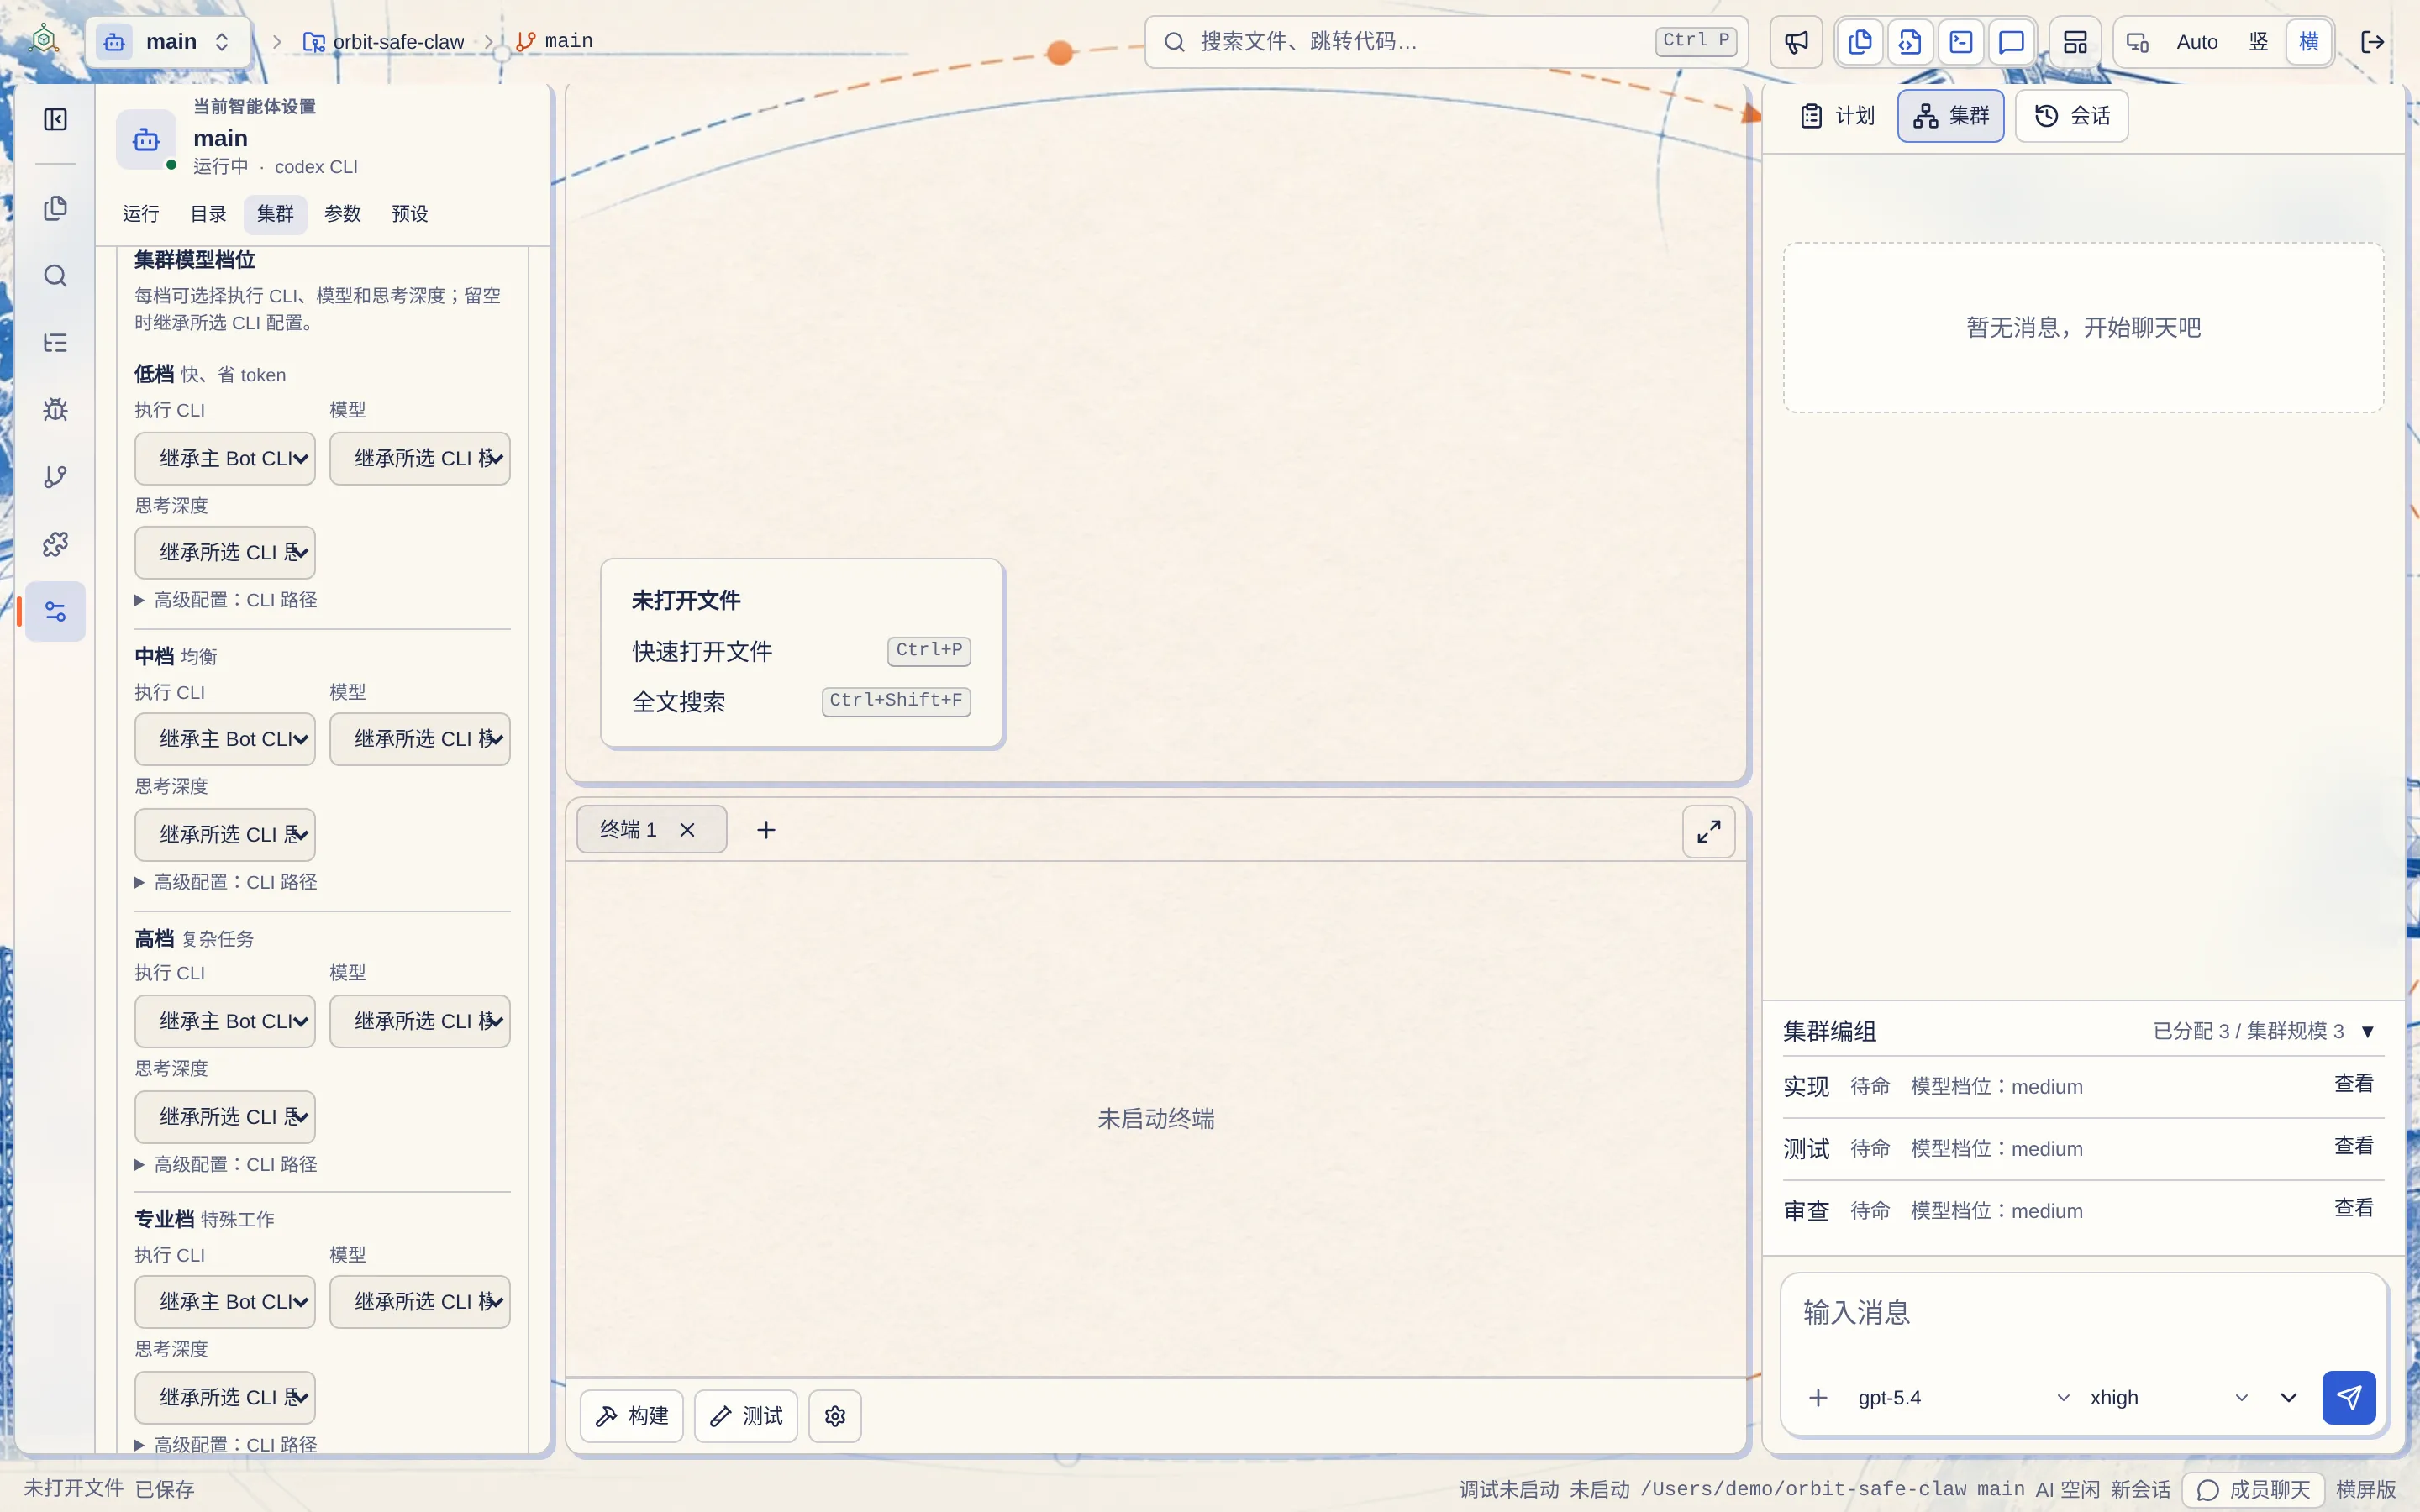 main
orbit-safe-claw
main
搜索文件、跳转代码...
Ctrl P
Auto
竖
横
当前智能体设置
main
运行中 · codex CLI
运行 目录 集群 参数 预设
集群模型档位
每档可选择执行 CLI、模型和思考深度；留空
时继承所选 CLI 配置。
低档 快、省 token
执行 CLI 模型
继承主 Bot CLI 继承所选 CLI
思考深度
继承所选 CLI
▶ 高级配置：CLI 路径
中档 均衡
执行 CLI 模型
继承主 Bot CLI 继承所选 CLI
思考深度
继承所选 CLI
▶ 高级配置：CLI 路径
高档 复杂任务
执行 CLI 模型
继承主 Bot CLI 继承所选 CLI
思考深度
继承所选 CLI
▶ 高级配置：CLI 路径
专业档 特殊工作
执行 CLI 模型
继承主 Bot CLI 继承所选 CLI
思考深度
继承所选 CLI
▶ 高级配置：CLI 路径
未打开文件
快速打开文件 Ctrl+P
全文搜索 Ctrl+Shift+F
终端 1
未启动终端
构建 测试
计划 集群 会话
暂无消息，开始聊天吧
集群编组 已分配 3 / 集群规模 3 ▼
实现 待命 模型档位：medium 查看
测试 待命 模型档位：medium 查看
审查 待命 模型档位：medium 查看
输入消息
gpt-5.4 xhigh
未打开文件 已保存
调试未启动 未启动 /Users/demo/orbit-safe-claw main AI 空闲 新会话 成员聊天 横屏版